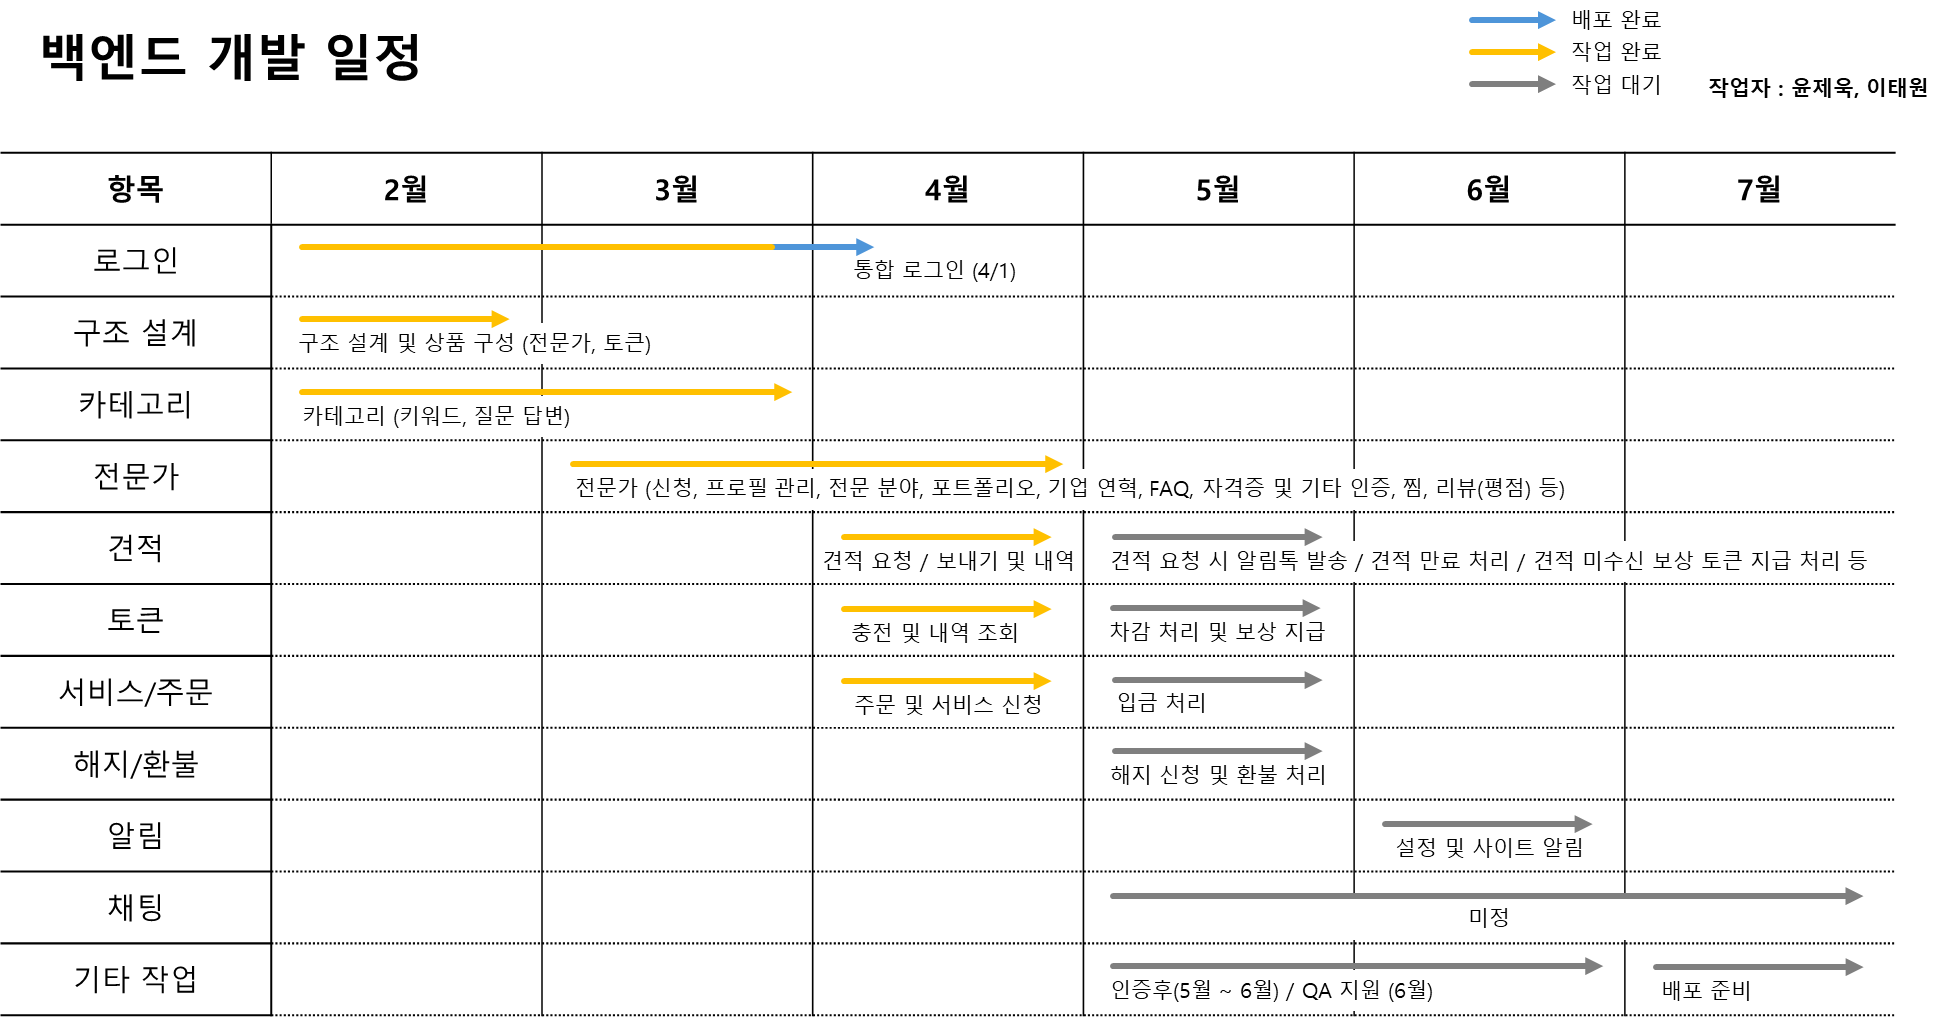 백엔드 개발 일정
배포 완료
작업 완료
작업 대기
작업자 : 윤제욱, 이태원
항목 2월 3월 4월 5월 6월 7월
로그인
통합 로그인 (4/1)
구조 설계
구조 설계 및 상품 구성 (전문가, 토큰)
카테고리
카테고리 (키워드, 질문 답변)
전문가
전문가 (신청, 프로필 관리, 전문 분야, 포트폴리오, 기업 연혁, FAQ, 자격증 및 기타 인증, 찜, 리뷰(평점) 등)
견적
견적 요청 / 보내기 및 내역
견적 요청 시 알림톡 발송 / 견적 만료 처리 / 견적 미수신 보상 토큰 지급 처리 등
토큰
충전 및 내역 조회
차감 처리 및 보상 지급
서비스/주문
주문 및 서비스 신청
입금 처리
해지/환불
해지 신청 및 환불 처리
알림
설정 및 사이트 알림
채팅
미정
기타 작업
인증후(5월 ~ 6월) / QA 지원 (6월)
배포 준비